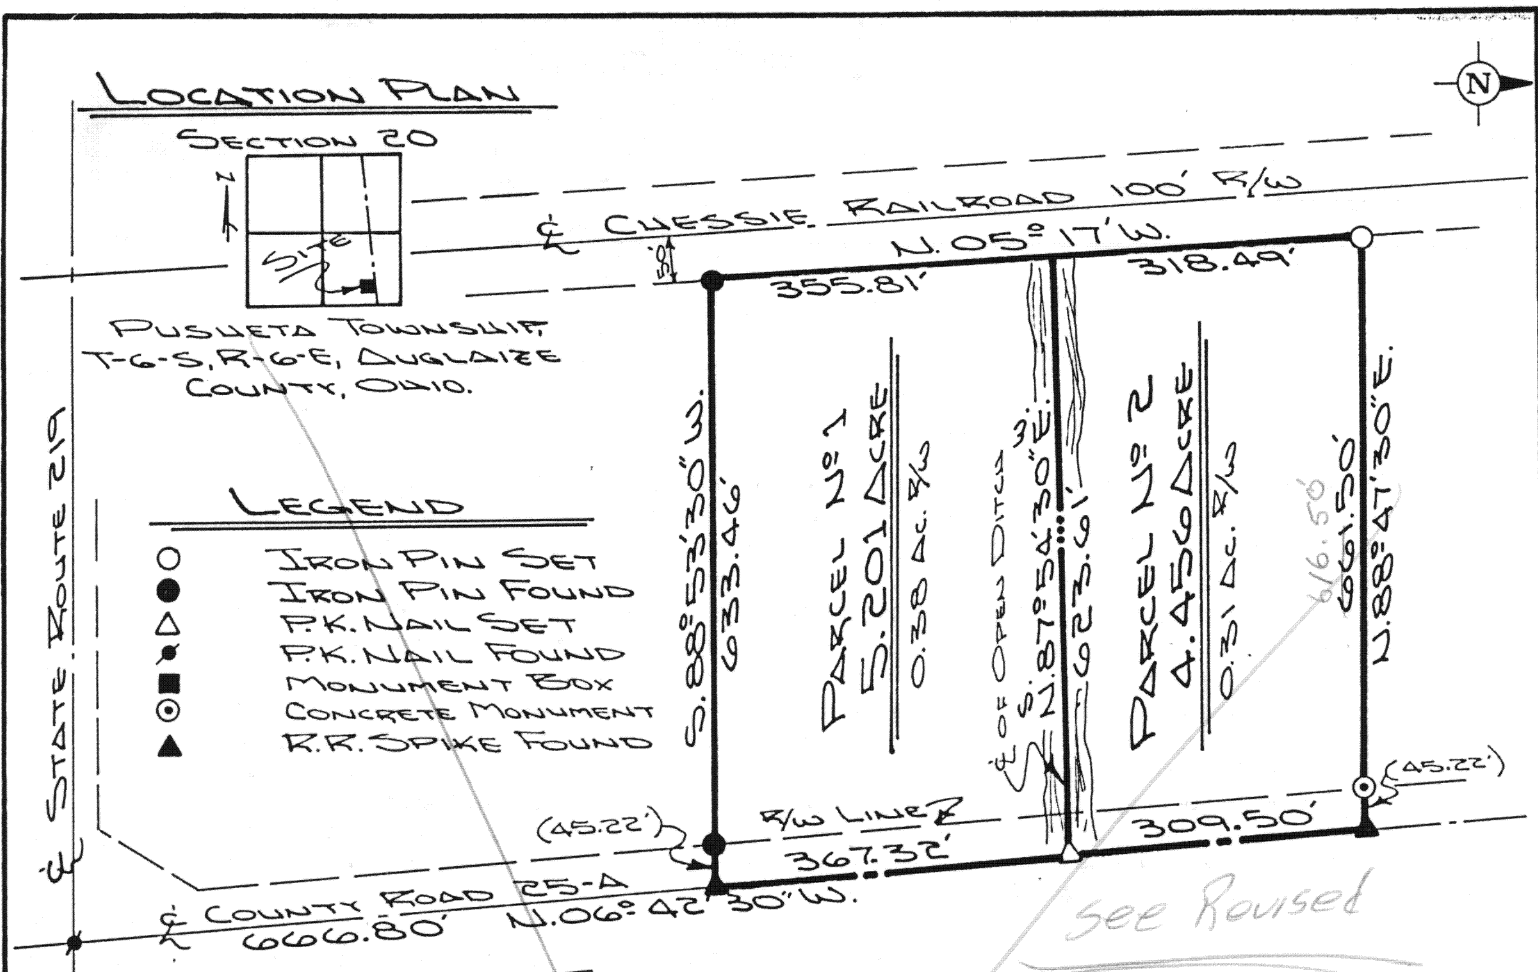 LOCATION PLAN
SECTION 20
N
SITE
PUSHETA TOWNSHIP,
T-6-S, R-6-E, AUGLAIZE
COUNTY, OHIO.
N
℄ CHESSIE RAILROAD 100' R/W
50'
N. 05° 17' W.
355.81'
318.49'
℄ STATE ROUTE 219
LEGEND
IRON PIN SET
IRON PIN FOUND
P.K. NAIL SET
P.K. NAIL FOUND
MONUMENT BOX
CONCRETE MONUMENT
R.R. SPIKE FOUND
S. 88° 53' 30" W.
633.46'
PARCEL Nº 1
5.201 ACRE
0.38 AC. R/W
℄ OF OPEN DITCH
S. W.
N. 87° 54' 30" E.
623.61'
PARCEL Nº 2
4.456 ACRE
0.31 AC. R/W
616.50'
661.50'
N. 88° 47' 30" E.
(45.22')
(45.22')
R/W LINE
367.32'
309.50'
℄ COUNTY ROAD 25-A
666.80'
N. 06° 42' 30" W.
See Revised